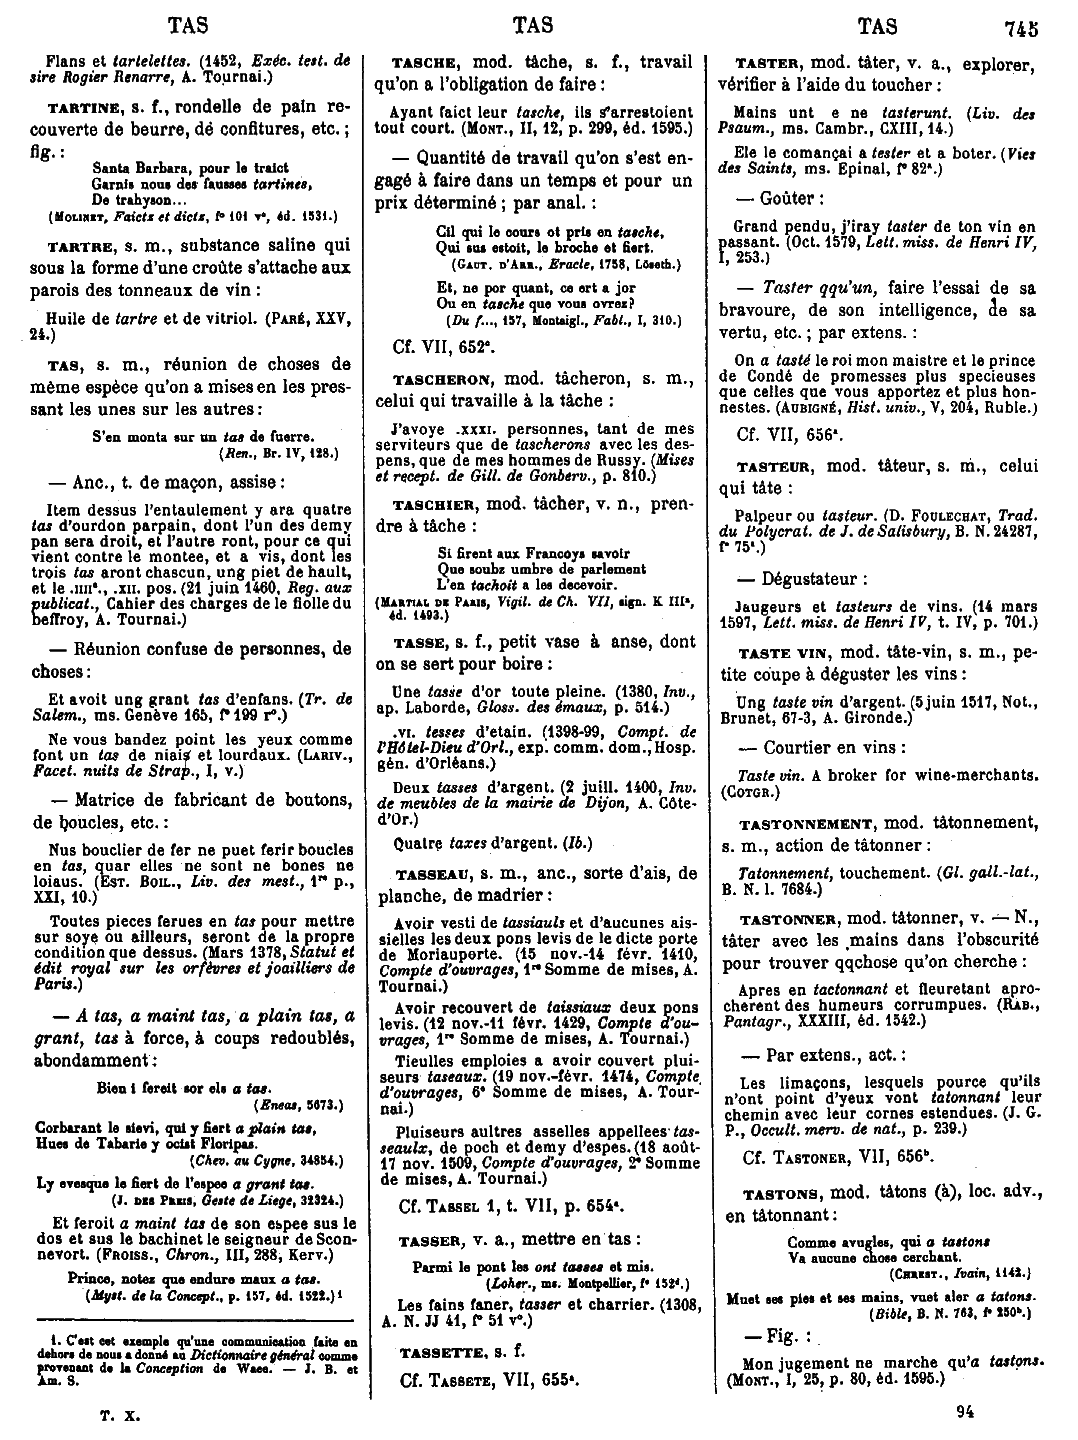 TAS TAS TAS 745
Flans et tartelettes. (1452, Exéc. test. de
sire Rogier Renarre, A. Tournai.)
TARTINE, s. f., rondelle de pain re-
couverte de beurre, de confitures, etc. ;
fig. :
Santa Barbara, pour le traict
Garnis nous des fausses tartines,
De trahyson...
(MOLINET, Faictz et dictz, fº 101 vº, éd. 1531.)
TARTRE, s. m., substance saline qui
sous la forme d'une croûte s'attache aux
parois des tonneaux de vin :
Huile de tartre et de vitriol. (PARÉ, XXV,
24.)
TAS, s. m., réunion de choses de
même espèce qu'on a mises en les pres-
sant les unes sur les autres :
S'en monta sur un tas de fuerre.
(Ren., Br. IV, 128.)
— Anc., t. de maçon, assise :
Item dessus l'entaulement y ara quatre
tas d'ourdon parpain, dont l'un des demy
pan sera droit, et l'autre ront, pour ce qui
vient contre le montee, et a vis, dont les
trois tas aront chascun, ung piet de hault,
et le .IIIIe., .XII. pos. (21 juin 1460, Reg. aux
publicat., Cahier des charges de le fiolle du
beffroy, A. Tournai.)
— Réunion confuse de personnes, de
choses :
Et avoit ung grant tas d'enfans. (Tr. de
Salem., ms. Genève 165, fº 199 rº.)
Ne vous bandez point les yeux comme
font un tas de niais et lourdaux. (LARIV.,
Facet. nuits de Strap., I, v.)
— Matrice de fabricant de boutons,
de boucles, etc. :
Nus bouclier de fer ne puet ferir boucles
en tas, quar elles ne sont ne bones ne
loiaus. (EST. BOIL., Liv. des mest., 1re p.,
XXI, 10.)
Toutes pieces ferues en tas pour mettre
sur soye ou ailleurs, seront de la propre
condition que dessus. (Mars 1378, Statut et
édit royal sur les orfèvres et joailliers de
Paris.)
— A tas, a maint tas, a plain tas, a
grant, tas à force, à coups redoublés,
abondamment :
Bien i fereit sor els a tas.
(Eneas, 5673.)
Corbarant le sievi, qui y fiert a plain tas,
Hues de Tabarie y ocist Floripas.
(Chev. au Cygne, 34854.)
Ly evesque le fiert de l'espee a grant tas.
(J. DES PREIS, Geste de Liege, 32324.)
Et feroit a maint tas de son espee sus le
dos et sus le bachinet le seigneur de Scon-
nevort. (FROISS., Chron., III, 288, Kerv.)
Prince, notez que endure maux a tas.
(Myst. de la Concept., p. 157, éd. 1522.)1
1. C'est cet exemple qu'une communication faite en
dehors de nous a donné au Dictionnaire général comme
provenant de la Conception de Wace. — J. B. et
Am. S.
T. X.
TASCHE, mod. tâche, s. f., travail
qu'on a l'obligation de faire :
Ayant faict leur tasche, ils s'arrestoient
tout court. (MONT., II, 12, p. 299, éd. 1595.)
— Quantité de travail qu'on s'est en-
gagé à faire dans un temps et pour un
prix déterminé ; par anal. :
Cil qui le cours ot pris en tasche,
Qui sus estoit, le broche et fiert.
(GAUT. D'ARR., Eracle, 1758, Löseth.)
Et, ne por quant, ce ert a jor
Ou en tasche que vous ovrez?
(Du f..., 157, Montaigl., Fabl., I, 310.)
Cf. VII, 652c.
TASCHERON, mod. tâcheron, s. m.,
celui qui travaille à la tâche :
J'avoye .XXXI. personnes, tant de mes
serviteurs que de tascherons avec les des-
pens, que de mes hommes de Russy. (Mises
et recept. de Gill. de Gonberv., p. 810.)
TASCHIER, mod. tâcher, v. n., pren-
dre à tâche :
Si firent aux Francoys savoir
Que soubz umbre de parlement
L'en tachoit a les decevoir.
(MARTIAL DE PARIS, Vigil. de Ch. VII, sign. K IIIa,
éd. 1493.)
TASSE, s. f., petit vase à anse, dont
on se sert pour boire :
Une tasse d'or toute pleine. (1380, Inv.,
ap. Laborde, Gloss. des émaux, p. 514.)
.VI. tesses d'etain. (1398-99, Compt. de
l'Hôtel-Dieu d'Orl., exp. comm. dom., Hosp.
gén. d'Orléans.)
Deux tasses d'argent. (2 juill. 1400, Inv.
de meubles de la mairie de Dijon, A. Côte-
d'Or.)
Quatre taxes d'argent. (Ib.)
TASSEAU, s. m., anc., sorte d'ais, de
planche, de madrier :
Avoir vesti de tassiauls et d'aucunes ais-
sielles les deux pons levis de le dicte porte
de Moriauporte. (15 nov.-14 févr. 1410,
Compte d'ouvrages, 1re Somme de mises, A.
Tournai.)
Avoir recouvert de taissiaux deux pons
levis. (12 nov.-11 févr. 1429, Compte d'ou-
vrages, 1re Somme de mises, A. Tournai.)
Tieulles emploies a avoir couvert plui-
seurs taseaux. (19 nov.-févr. 1474, Compte
d'ouvrages, 6e Somme de mises, A. Tour-
nai.)
Pluiseurs aultres asselles appellees tas-
seaulx, de poch et demy d'espes. (18 août-
17 nov. 1509, Compte d'ouvrages, 2e Somme
de mises, A. Tournai.)
Cf. TASSEL 1, t. VII, p. 654a.
TASSER, v. a., mettre en tas :
Parmi le pont les ont tasses et mis.
(Loher., ms. Montpellier, fº 152d.)
Les fains faner, tasser et charrier. (1308,
A. N. JJ 41, fº 51 vº.)
TASSETTE, s. f.
Cf. TASSETE, VII, 655a.
TASTER, mod. tâter, v. a., explorer,
vérifier à l'aide du toucher :
Mains unt e ne tasterunt. (Liv. des
Psaum., ms. Cambr., CXIII, 14.)
Ele le comançai a tester et a boter. (Vies
des Saints, ms. Epinal, fº 82a.)
— Goûter :
Grand pendu, j'iray taster de ton vin en
passant. (Oct. 1579, Lett. miss. de Henri IV,
I, 253.)
— Taster qqu'un, faire l'essai de sa
bravoure, de son intelligence, de sa
vertu, etc. ; par extens. :
On a tasté le roi mon maistre et le prince
de Condé de promesses plus specieuses
que celles que vous apportez et plus hon-
nestes. (AUBIGNÉ, Hist. univ., V, 204, Ruble.)
Cf. VII, 656a.
TASTEUR, mod. tâteur, s. m., celui
qui tâte :
Palpeur ou tasteur. (D. FOULECHAT, Trad.
du Polycrat. de J. de Salisbury, B. N. 24287,
fº 75c.)
— Dégustateur :
Jaugeurs et tasteurs de vins. (14 mars
1597, Lett. miss. de Henri IV, t. IV, p. 701.)
TASTE VIN, mod. tâte-vin, s. m., pe-
tite coupe à déguster les vins :
Ung taste vin d'argent. (5 juin 1517, Not.,
Brunet, 67-3, A. Gironde.)
— Courtier en vins :
Taste vin. A broker for wine-merchants.
(COTGR.)
TASTONNEMENT, mod. tâtonnement,
s. m., action de tâtonner :
Tatonnement, touchement. (Gl. gall.-lat.,
B. N. l. 7684.)
TASTONNER, mod. tâtonner, v. — N.,
tâter avec les mains dans l'obscurité
pour trouver qqchose qu'on cherche :
Apres en tactonnant et fleuretant apro-
cherent des humeurs corrumpues. (RAB.,
Pantagr., XXXIII, éd. 1542.)
— Par extens., act. :
Les limaçons, lesquels pource qu'ils
n'ont point d'yeux vont tatonnant leur
chemin avec leur cornes estendues. (J. G.
P., Occult. merv. de nat., p. 239.)
Cf. TASTONER, VII, 656b.
TASTONS, mod. tâtons (à), loc. adv.,
en tâtonnant :
Comme avugles, qui a tastons
Va aucune chose cerchant.
(CHREST., Ivain, 1142.)
Muet ses pies et ses mains, vuet aler a tatons.
(Bible, B. N. 763, fº 250b.)
— Fig. :
Mon jugement ne marche qu'a tastons.
(MONT., I, 25, p. 80, éd. 1595.)
94